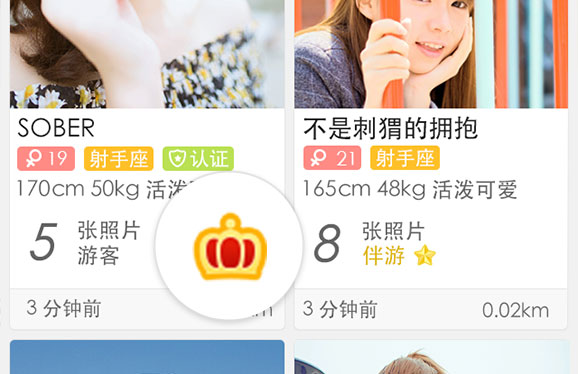 SOBER
19 射手座 认证
170cm 50kg 活泼
5 张照片
游客
3 分钟前
不是刺猬的拥抱
21 射手座
165cm 48kg 活泼可爱
8 张照片
伴游
3 分钟前 0.02km